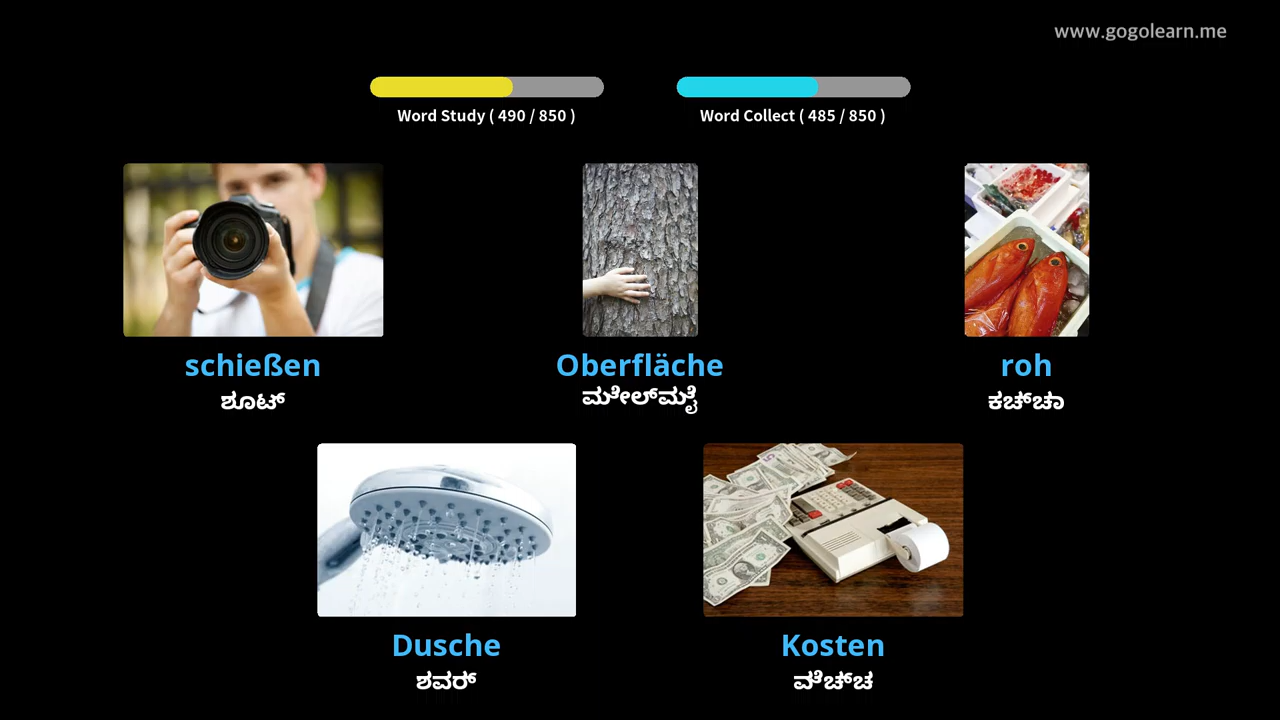 www.gogolearn.me
Word Study ( 490 / 850 )
Word Collect ( 485 / 850 )
schießen
ಶೂಟ್
Oberfläche
ಮೇಲ್ಮೈ
roh
ಕಚ್ಚಾ
Dusche
ಶವರ್
Kosten
ವೆಚ್ಚ